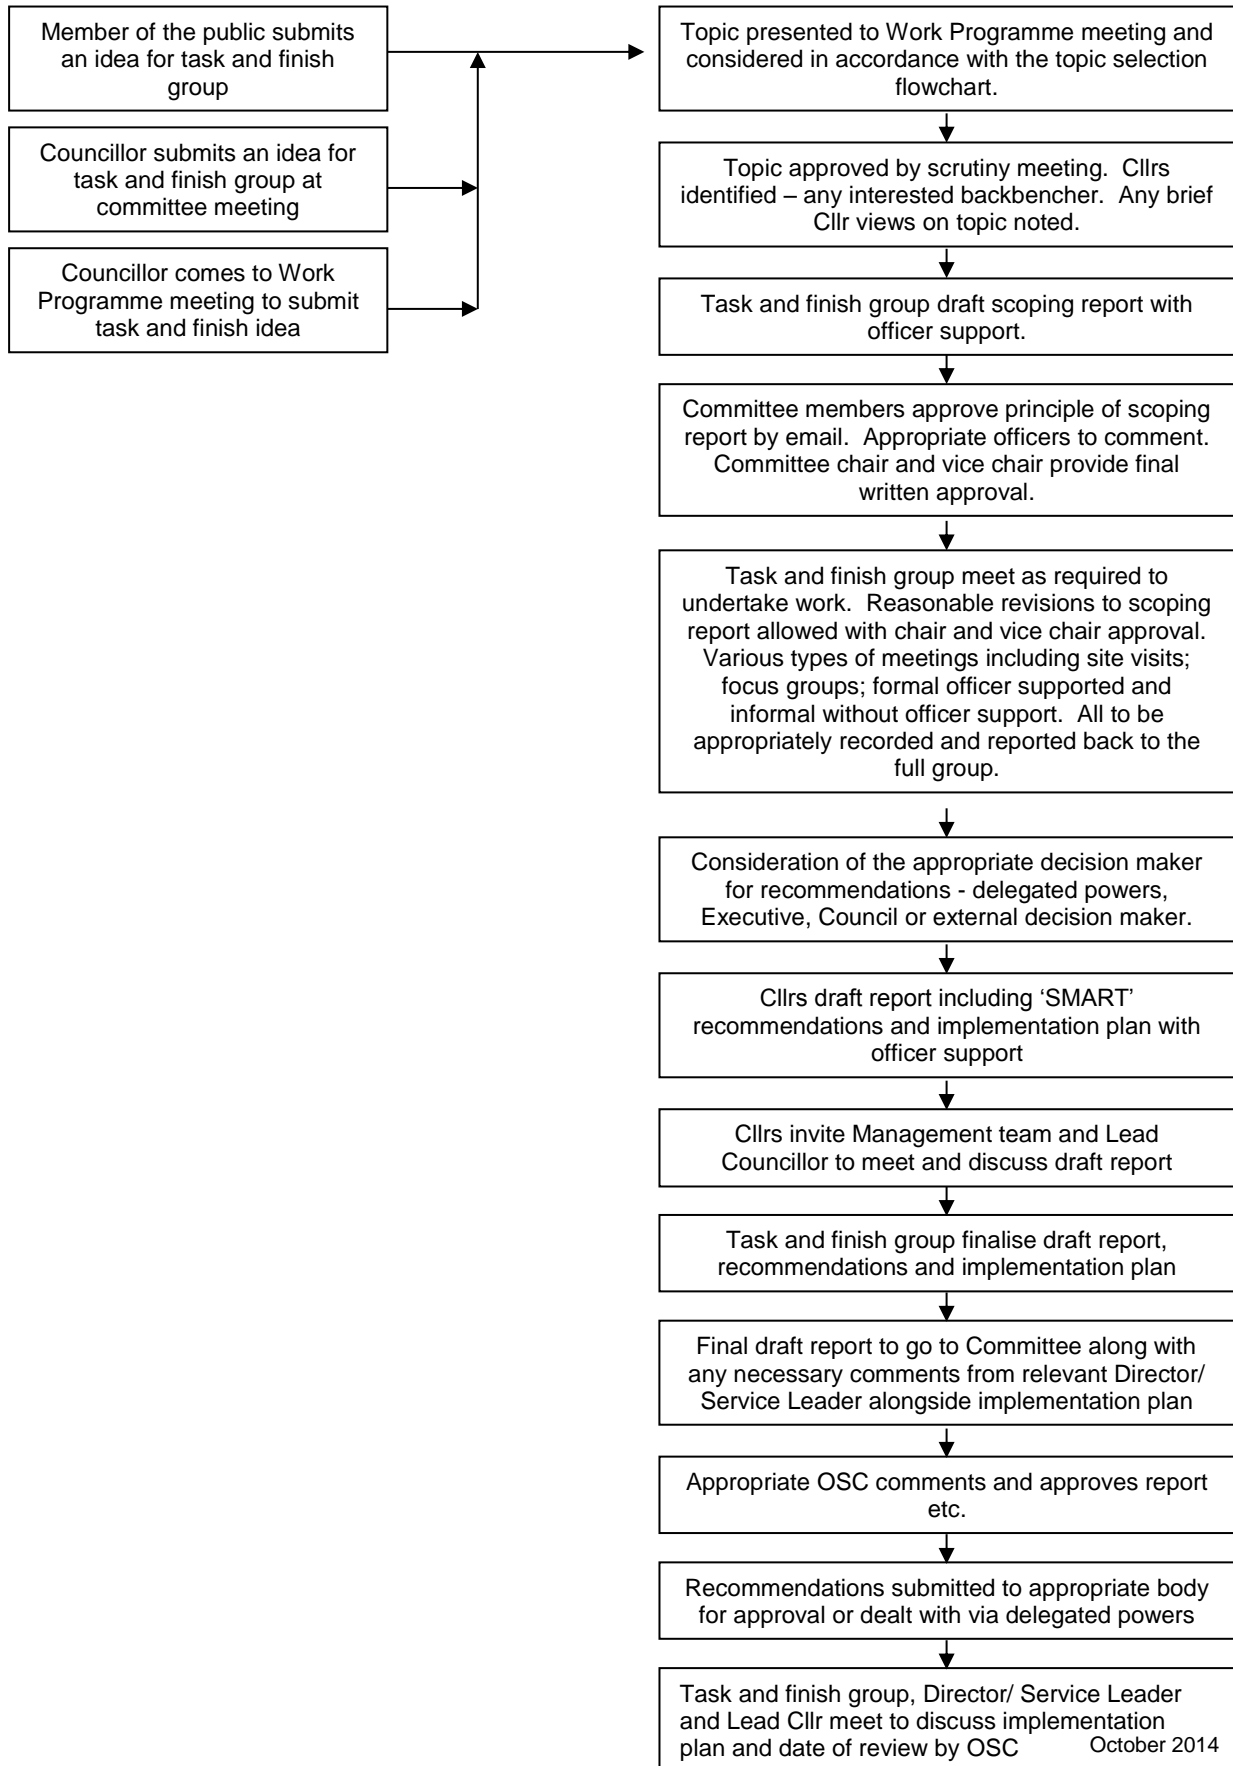 Member of the public submits
an idea for task and finish
group
Councillor submits an idea for
task and finish group at
committee meeting
Councillor comes to Work
Programme meeting to submit
task and finish idea
Topic presented to Work Programme meeting and
considered in accordance with the topic selection
flowchart.
Topic approved by scrutiny meeting.  Cllrs
identified – any interested backbencher.  Any brief
Cllr views on topic noted.
Task and finish group draft scoping report with
officer support.
Committee members approve principle of scoping
report by email.  Appropriate officers to comment.
Committee chair and vice chair provide final
written approval.
Task and finish group meet as required to
undertake work.  Reasonable revisions to scoping
report allowed with chair and vice chair approval.
Various types of meetings including site visits;
focus groups; formal officer supported and
informal without officer support.  All to be
appropriately recorded and reported back to the
full group.
Consideration of the appropriate decision maker
for recommendations - delegated powers,
Executive, Council or external decision maker.
Cllrs draft report including ‘SMART’
recommendations and implementation plan with
officer support
Cllrs invite Management team and Lead
Councillor to meet and discuss draft report
Task and finish group finalise draft report,
recommendations and implementation plan
Final draft report to go to Committee along with
any necessary comments from relevant Director/
Service Leader alongside implementation plan
Appropriate OSC comments and approves report
etc.
Recommendations submitted to appropriate body
for approval or dealt with via delegated powers
Task and finish group, Director/ Service Leader
and Lead Cllr meet to discuss implementation
plan and date of review by OSC
October 2014